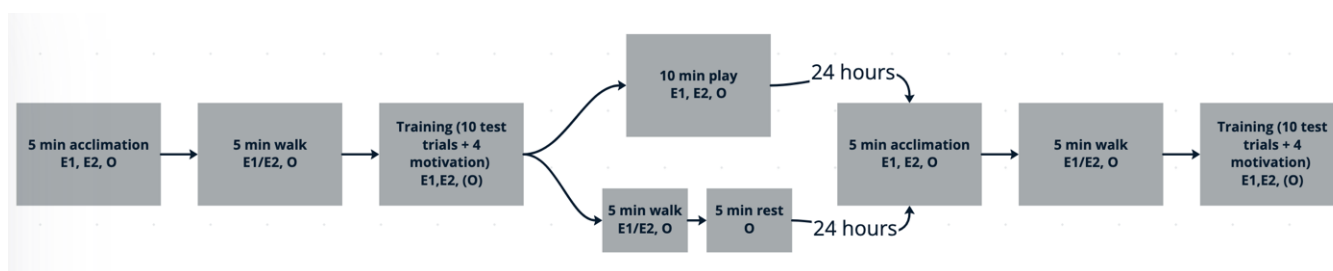 5 min acclimation
E1, E2, O
5 min walk
E1/E2, O
Training (10 test
trials + 4
motivation)
E1,E2, (O)
10 min play
E1, E2, O
24 hours
5 min walk
E1/E2, O
5 min rest
O
24 hours
5 min acclimation
E1, E2, O
5 min walk
E1/E2, O
Training (10 test
trials + 4
motivation)
E1,E2, (O)